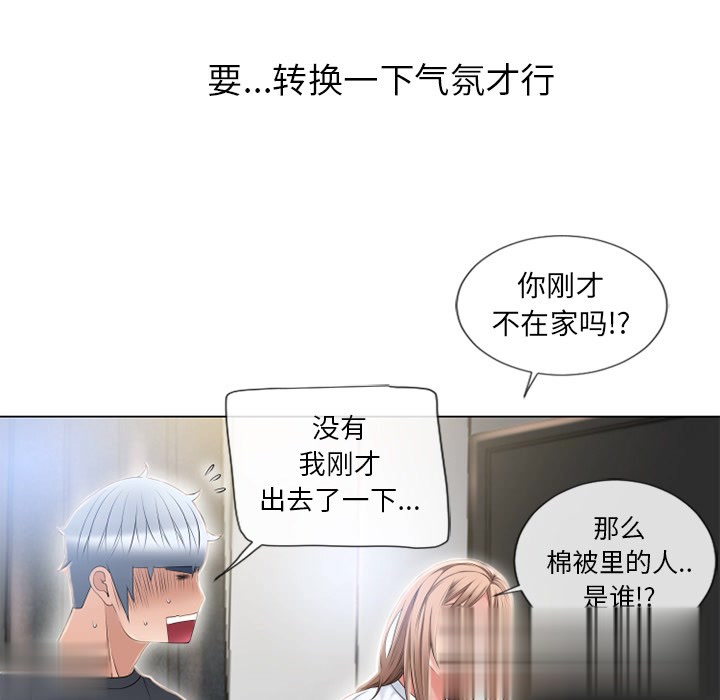 要...转换一下气氛才行
你刚才
不在家吗!?
没有
我刚才
出去了一下...
那么
棉被里的人..
是谁!?